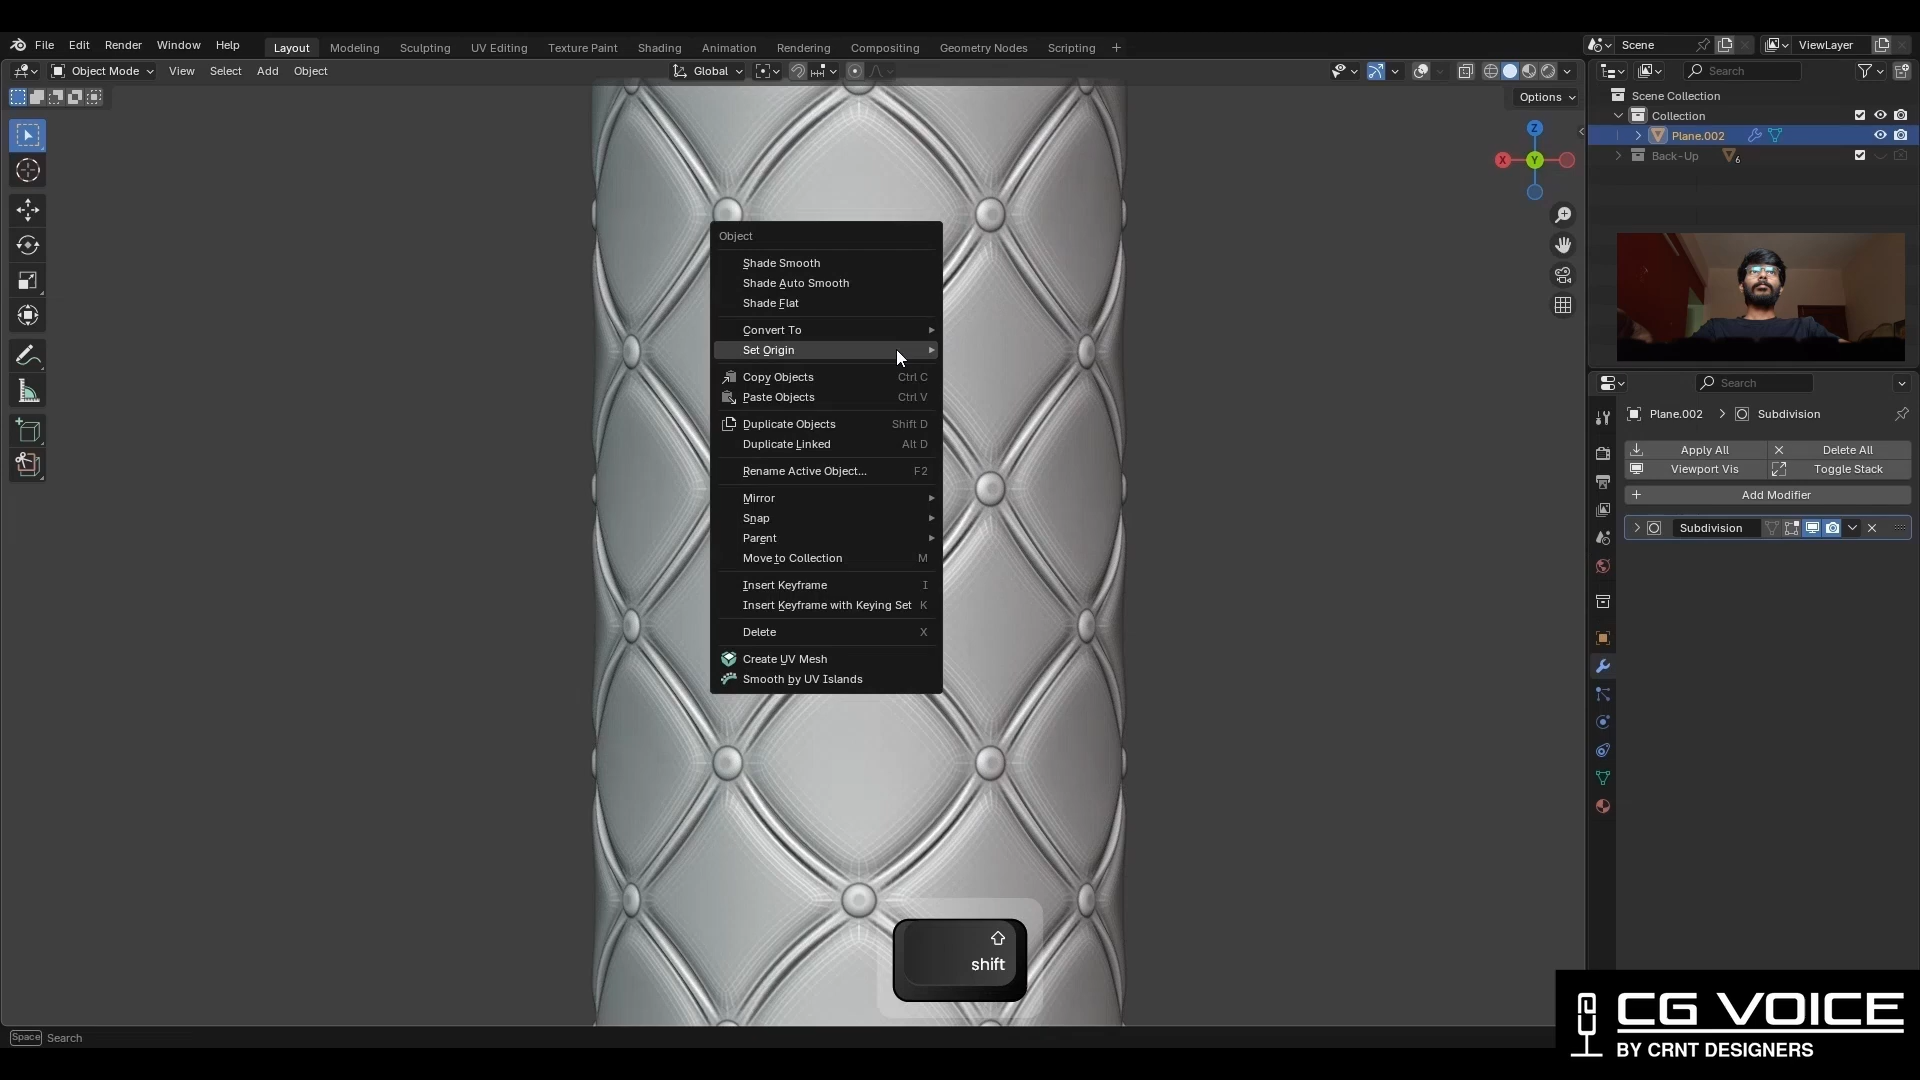 File Edit Render Window Help Layout Modeling Sculpting UV Editing Texture Paint Shading Animation Rendering Compositing Geometry Nodes Scripting + Scene ViewLayer
Object Mode View Select Add Object Global Search
Options
Z
X Y
Scene Collection
Collection
Plane.002
Back-Up 6
Object
Shade Smooth
Shade Auto Smooth
Shade Flat
Convert To
Set Origin
Copy Objects Ctrl C
Paste Objects Ctrl V
Duplicate Objects Shift D
Duplicate Linked Alt D
Rename Active Object... F2
Mirror
Snap
Parent
Move to Collection M
Insert Keyframe I
Insert Keyframe with Keying Set K
Delete X
Create UV Mesh
Smooth by UV Islands
Search
Plane.002 > Subdivision
Apply All Delete All
Viewport Vis Toggle Stack
Add Modifier
Subdivision
shift
Space Search
CG VOICE
BY CRNT DESIGNERS